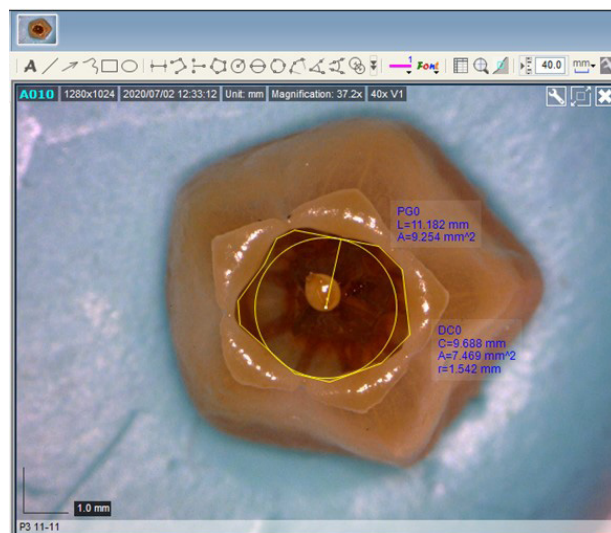 A
Font
40.0
mm
A010
1280x1024
2020/07/02 12:33:12
Unit: mm
Magnification: 37.2x
40x V1
PG0
L=11.182 mm
A=9.254 mm^2
DC0
C=9.688 mm
A=7.469 mm^2
r=1.542 mm
1.0 mm
P3 11-11